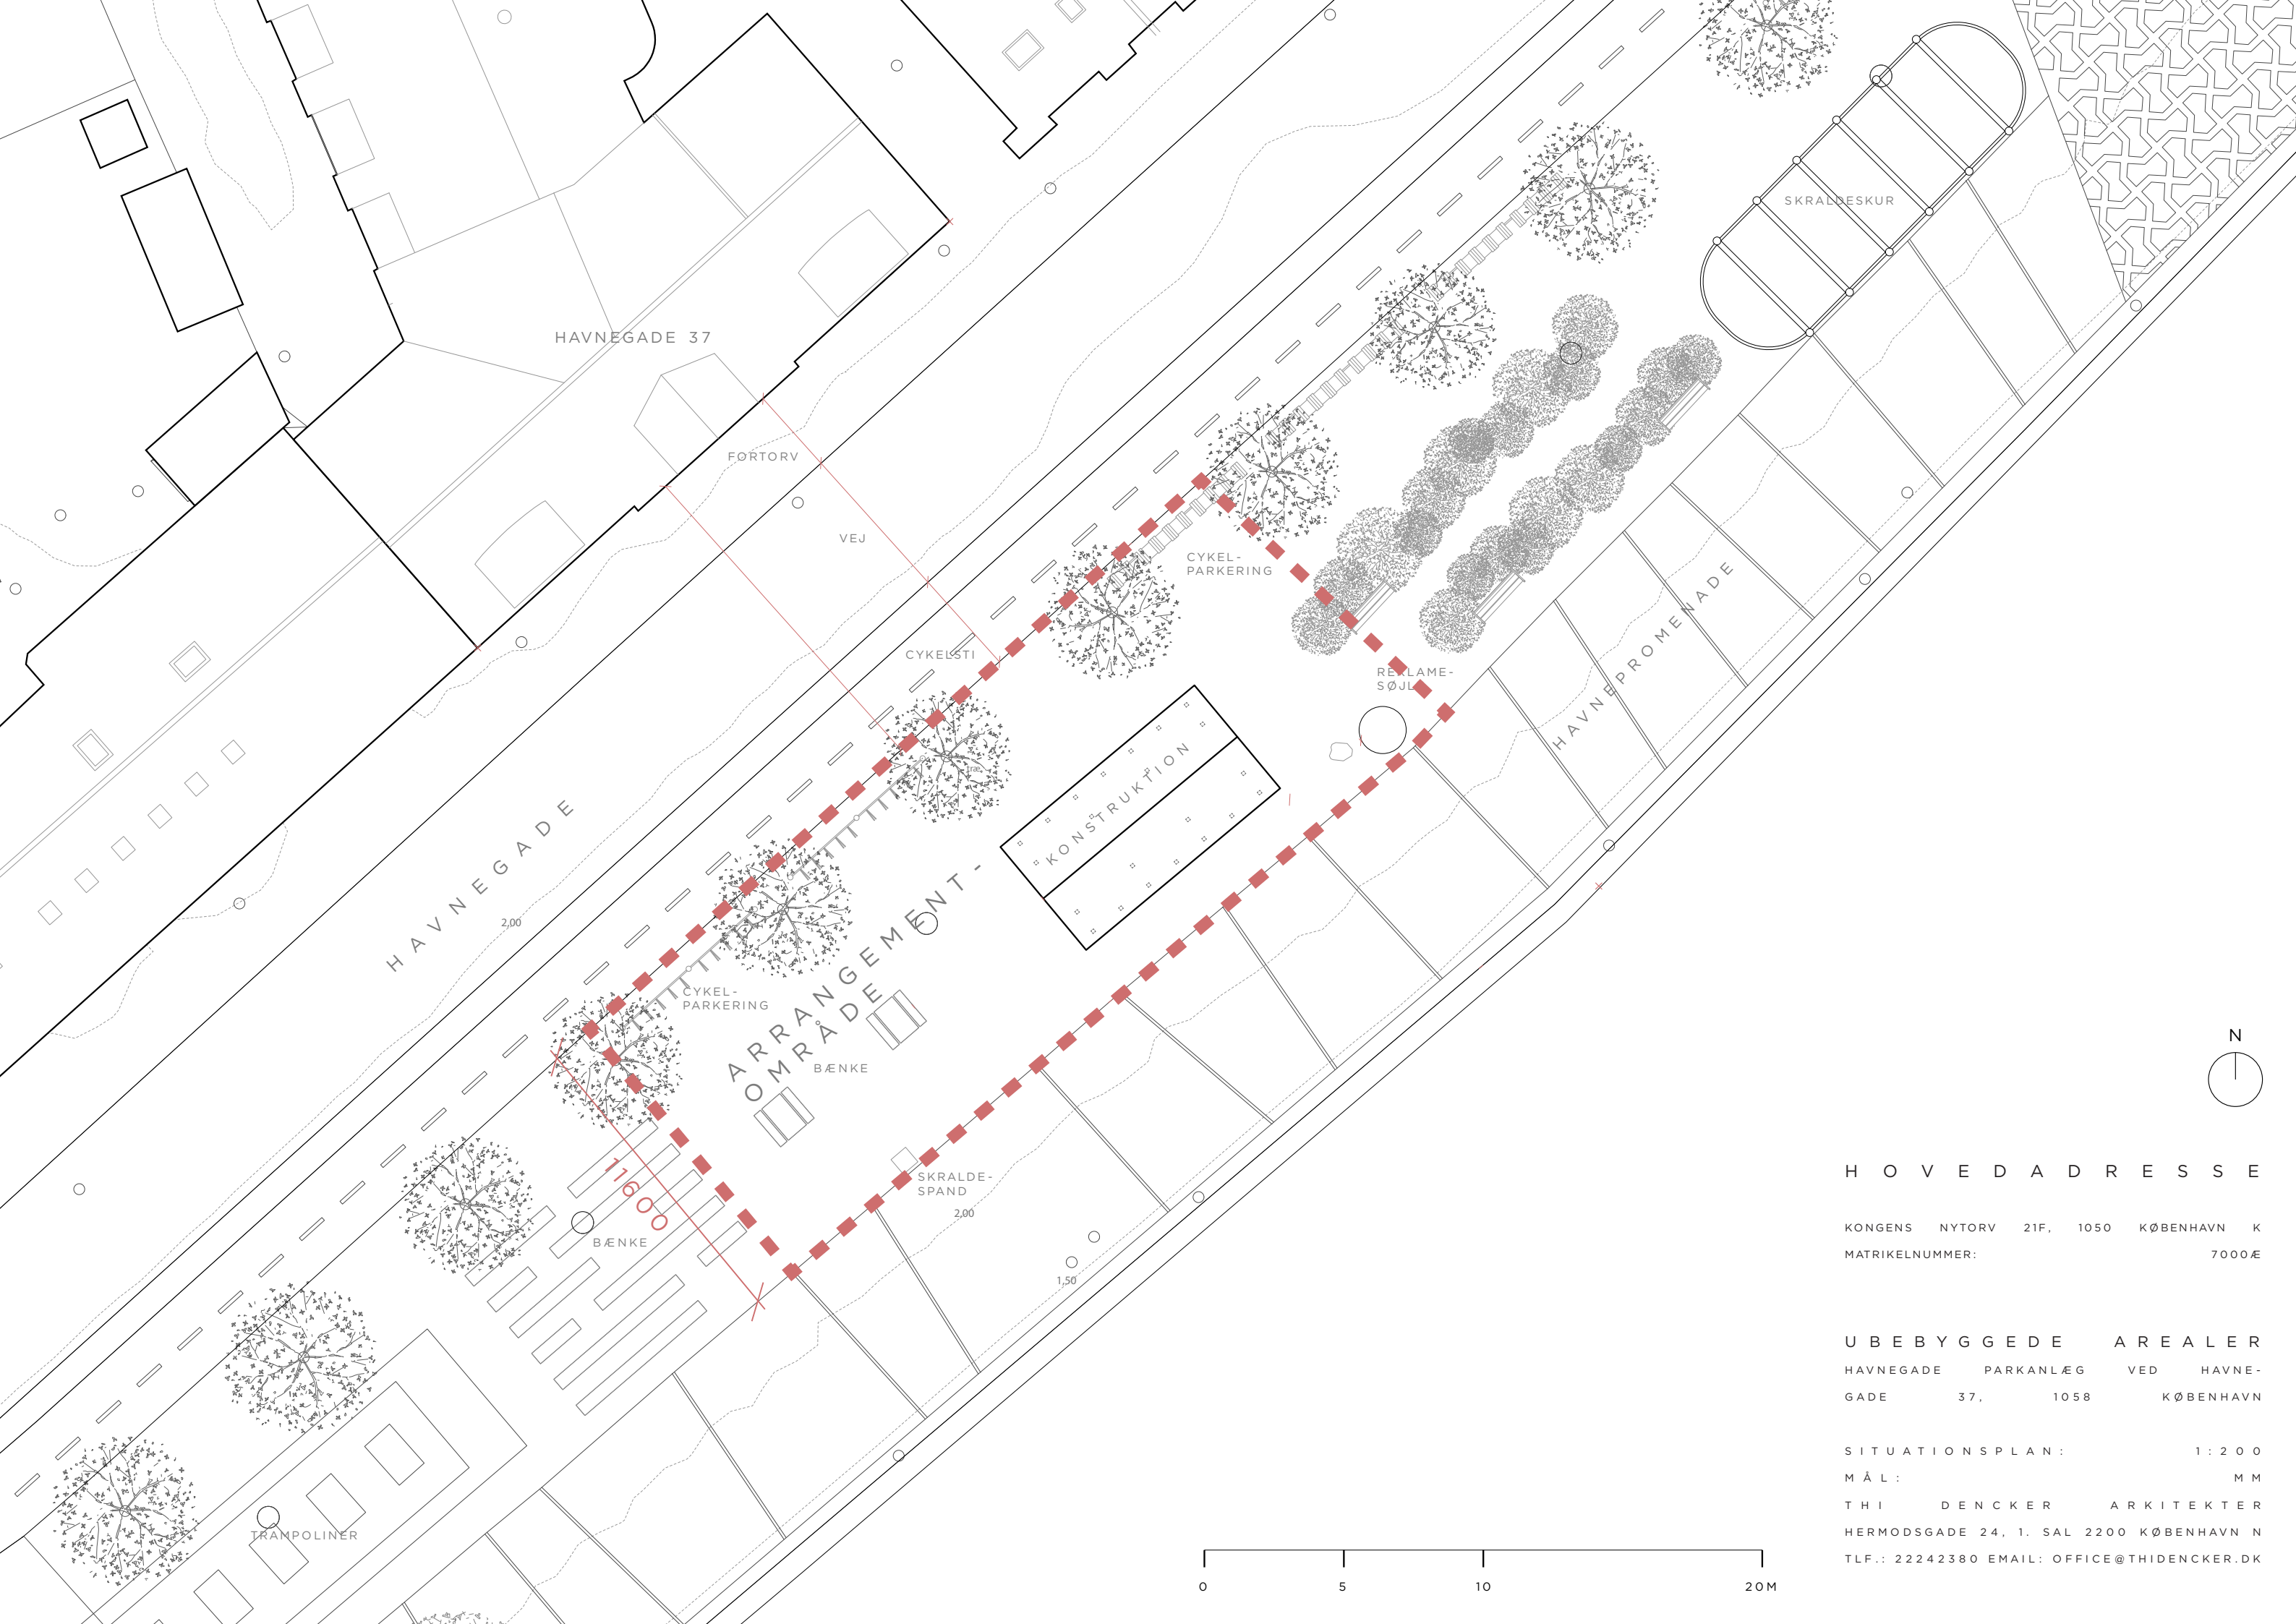 SKRALDESKUR
HAVNEGADE 37
FORTORV
VEJ
CYKEL-
PARKERING
CYKELSTI
REKLAME-
SØJL
HAVNEPROMENADE
KONSTRUKTION
HAVNEGADE
2,00
ARRANGEMENT-
OMRÅDE
CYKEL-
PARKERING
BÆNKE
11600
SKRALDE-
SPAND
2,00
BÆNKE
1,50
TRAMPOLINER
N
HOVEDADRESSE
KONGENS NYTORV 21F, 1050 KØBENHAVN K
MATRIKELNUMMER: 7000Æ
UBEBYGGEDE AREALER
HAVNEGADE PARKANLÆG VED HAVNE-
GADE 37, 1058 KØBENHAVN
SITUATIONSPLAN: 1:200
MÅL: MM
THI DENCKER ARKITEKTER
HERMODSGADE 24, 1. SAL 2200 KØBENHAVN N
TLF.: 22242380 EMAIL: OFFICE@THIDENCKER.DK
0 5 10 20M